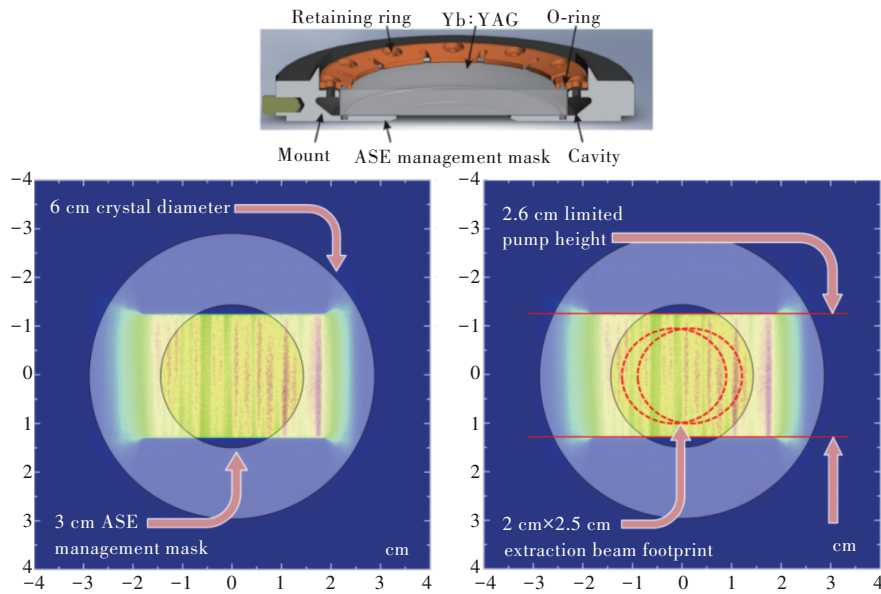 Retaining ring
Yb:YAG
O-ring
Mount
ASE management mask
Cavity
−4
−3
−2
−1
0
1
2
3
4
−4
−3
−2
−1
0
1
2
3
4
6 cm crystal diameter
3 cm ASE
management mask
cm
−4
−3
−2
−1
0
1
2
3
4
−4
−3
−2
−1
0
1
2
3
4
2.6 cm limited
pump height
2 cm×2.5 cm
extraction beam footprint
cm